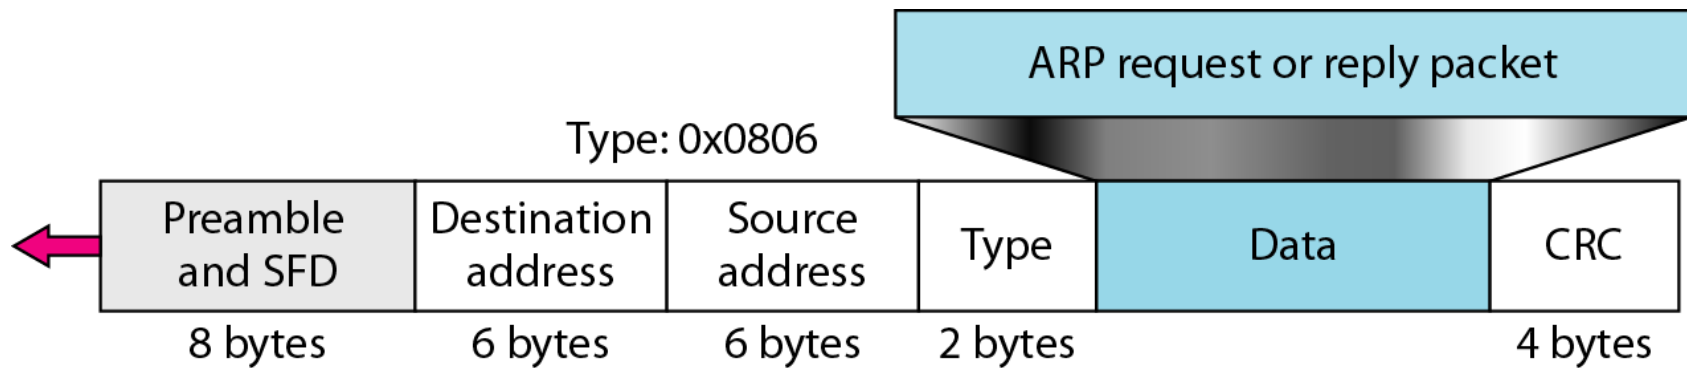 ARP request or reply packet
Type: 0x0806
Preamble
and SFD
Destination
address
Source
address
Type
Data
CRC
8 bytes
6 bytes
6 bytes
2 bytes
4 bytes